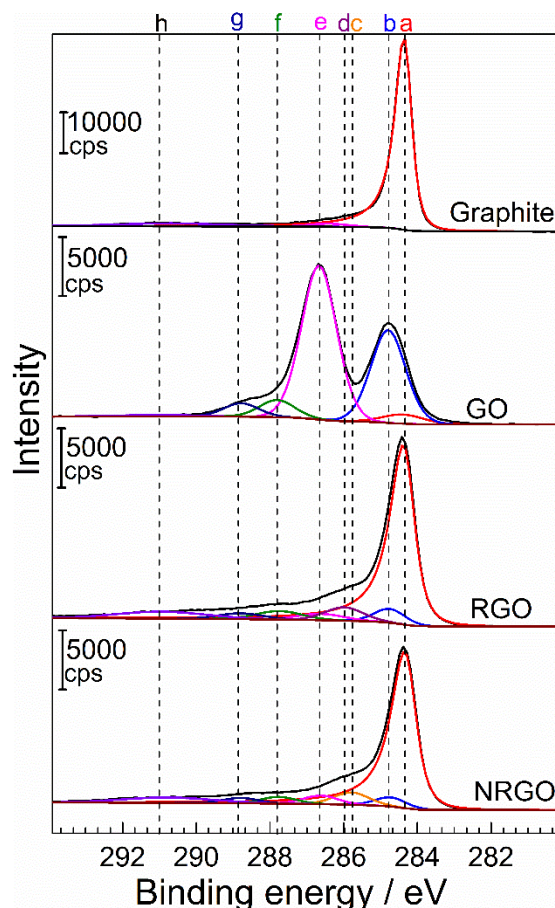 h g f e d c b a
10000
cps
Graphite
5000
cps
GO
5000
cps
RGO
5000
cps
NRGO
Intensity
292 290 288 286 284 282
Binding energy / eV